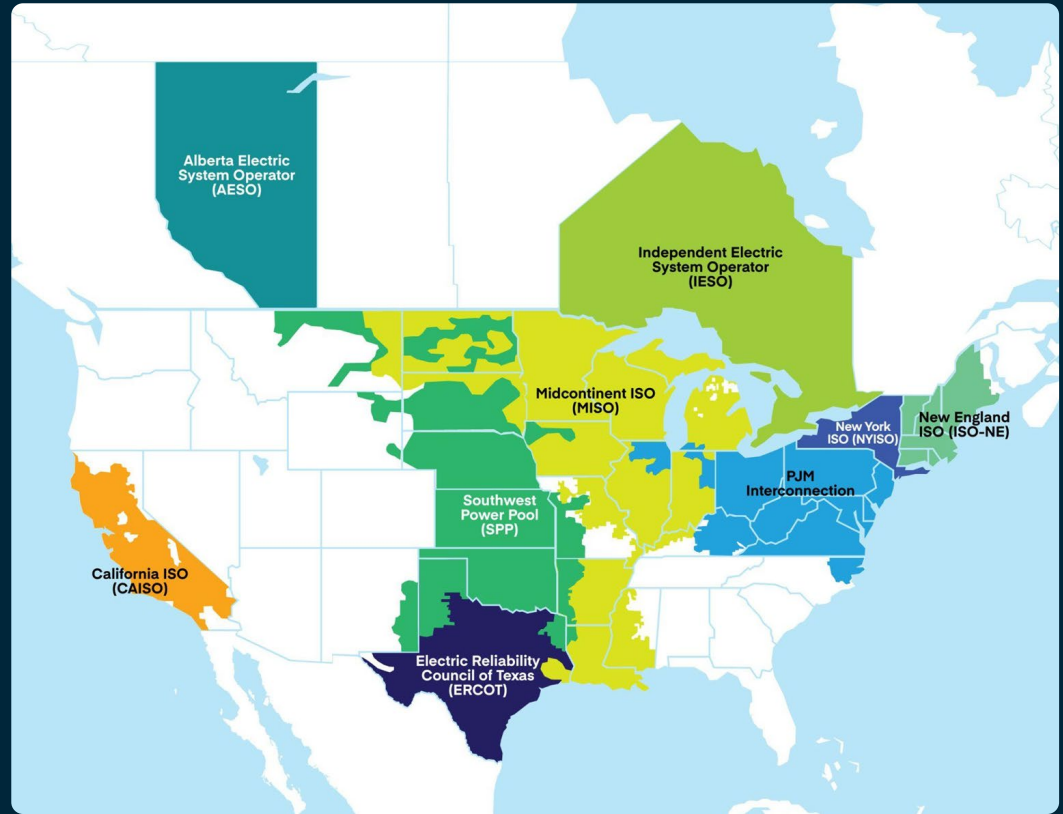 Alberta Electric
System Operator
(AESO)
Independent Electric
System Operator
(IESO)
Midcontinent ISO
(MISO)
New York
ISO (NYISO)
New England
ISO (ISO-NE)
PJM
Interconnection
Southwest
Power Pool
(SPP)
California ISO
(CAISO)
Electric Reliability
Council of Texas
(ERCOT)